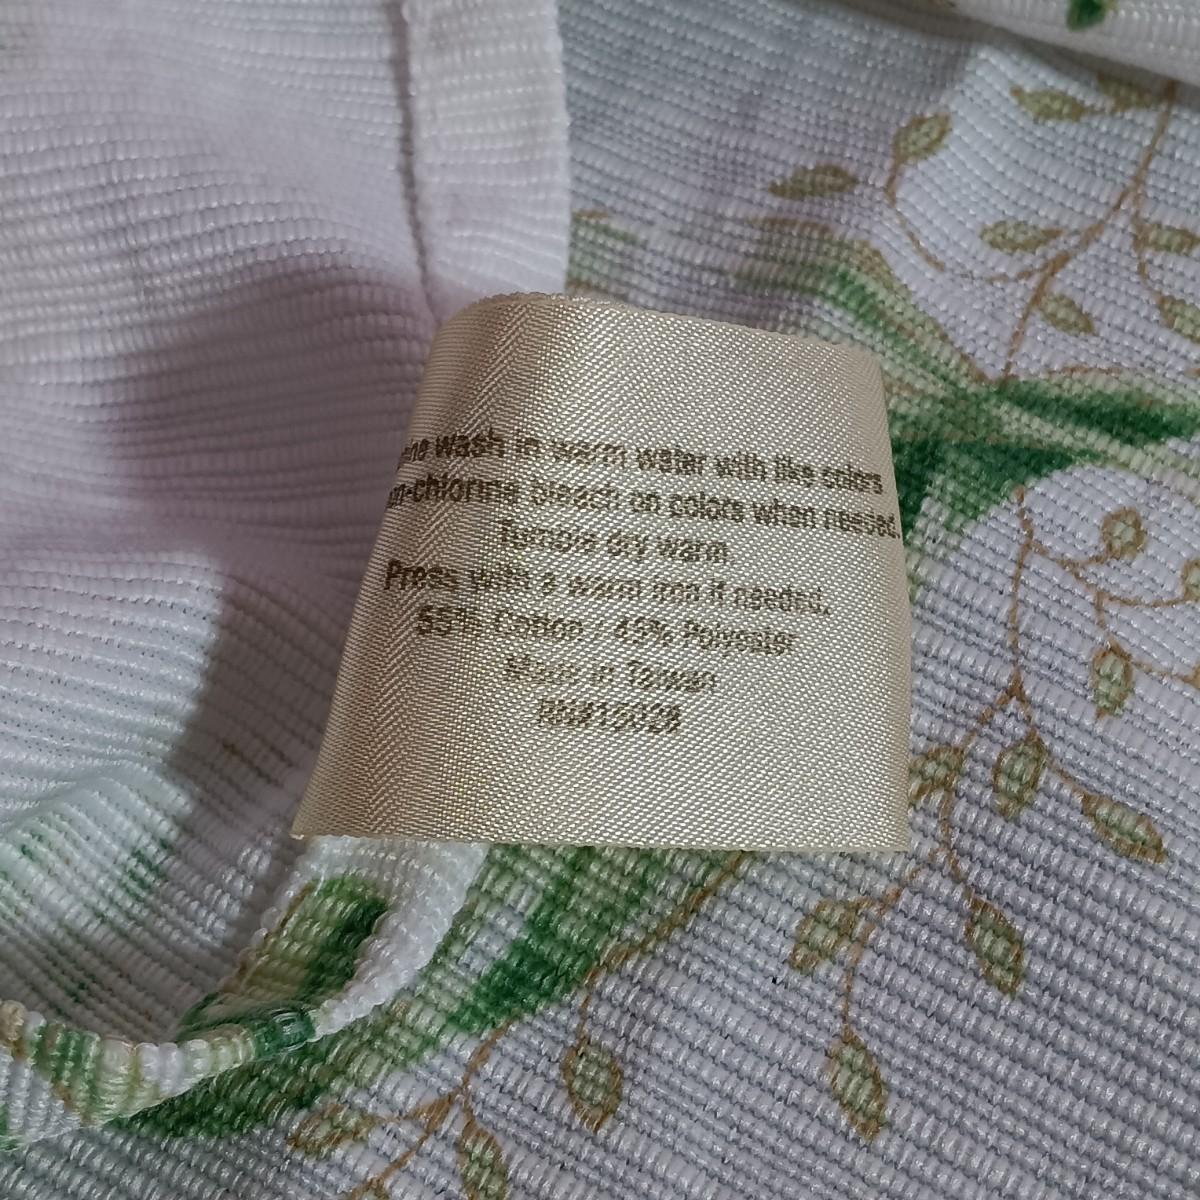 wash in warm water with like colors
-chlorine bleach on colors when needed.
Tumble dry warm.
Press with a warm iron if needed.
55% Cotton / 45% Polyester
Made in Taiwan